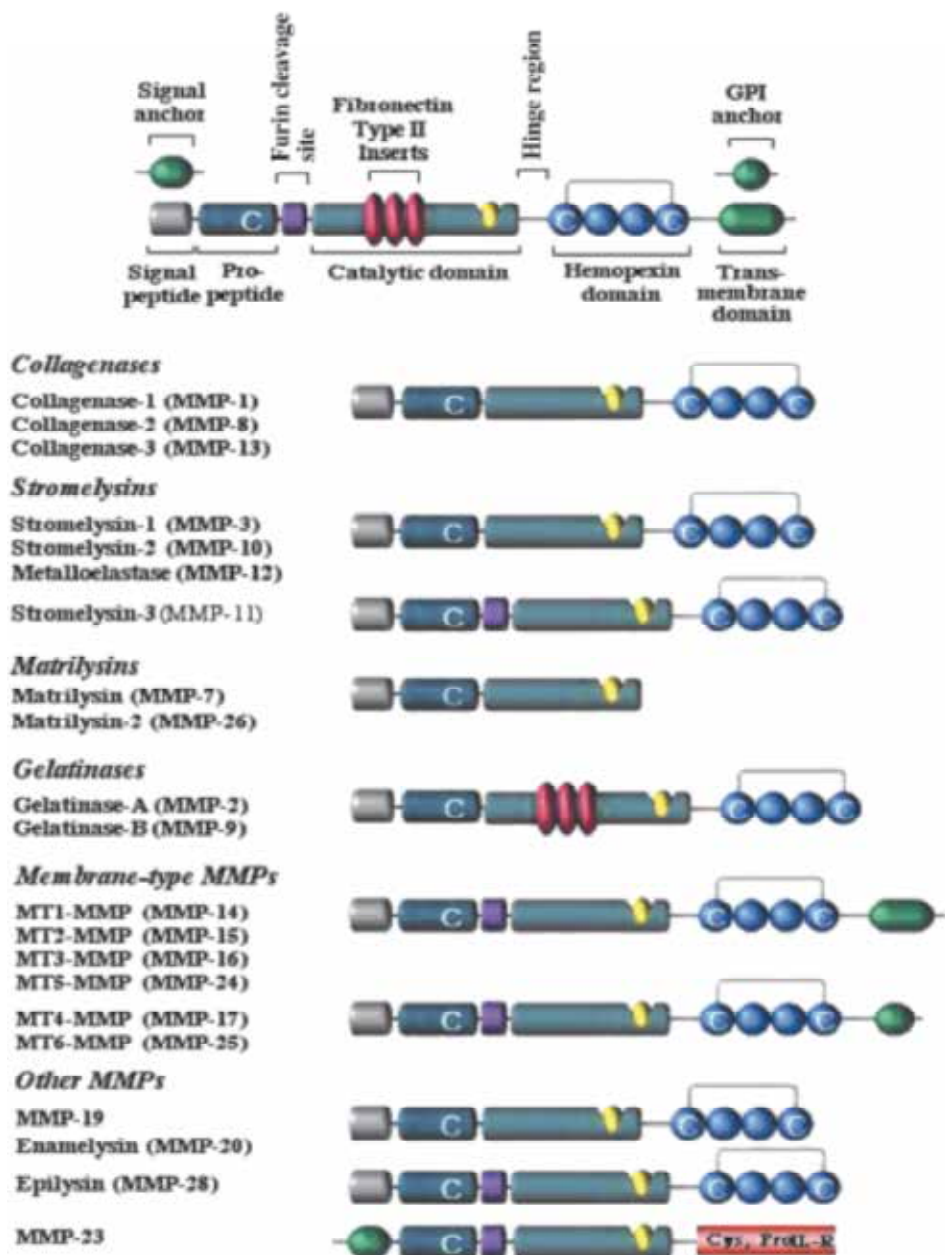 Signal
anchor
Furin cleavage
site
Fibronectin
Type II
Inserts
Hinge region
GPI
anchor
C
C
C
Signal
peptide
Pro-
peptide
Catalytic domain
Hemopexin
domain
Trans-
membrane
domain
Collagenases
Collagenase-1 (MMP-1)
Collagenase-2 (MMP-8)
Collagenase-3 (MMP-13)
C
C
C
Stromelysins
Stromelysin-1 (MMP-3)
Stromelysin-2 (MMP-10)
Metalloelastase (MMP-12)
C
C
C
Stromelysin-3 (MMP-11)
C
C
C
Matrilysins
Matrilysin (MMP-7)
Matrilysin-2 (MMP-26)
C
Gelatinases
Gelatinase-A (MMP-2)
Gelatinase-B (MMP-9)
C
C
C
Membrane-type MMPs
MT1-MMP (MMP-14)
MT2-MMP (MMP-15)
MT3-MMP (MMP-16)
MT5-MMP (MMP-24)
C
C
C
MT4-MMP (MMP-17)
MT6-MMP (MMP-25)
C
C
C
Other MMPs
MMP-19
Enamelysin (MMP-20)
C
C
C
Epilysin (MMP-28)
C
C
C
MMP-23
C
Cys,